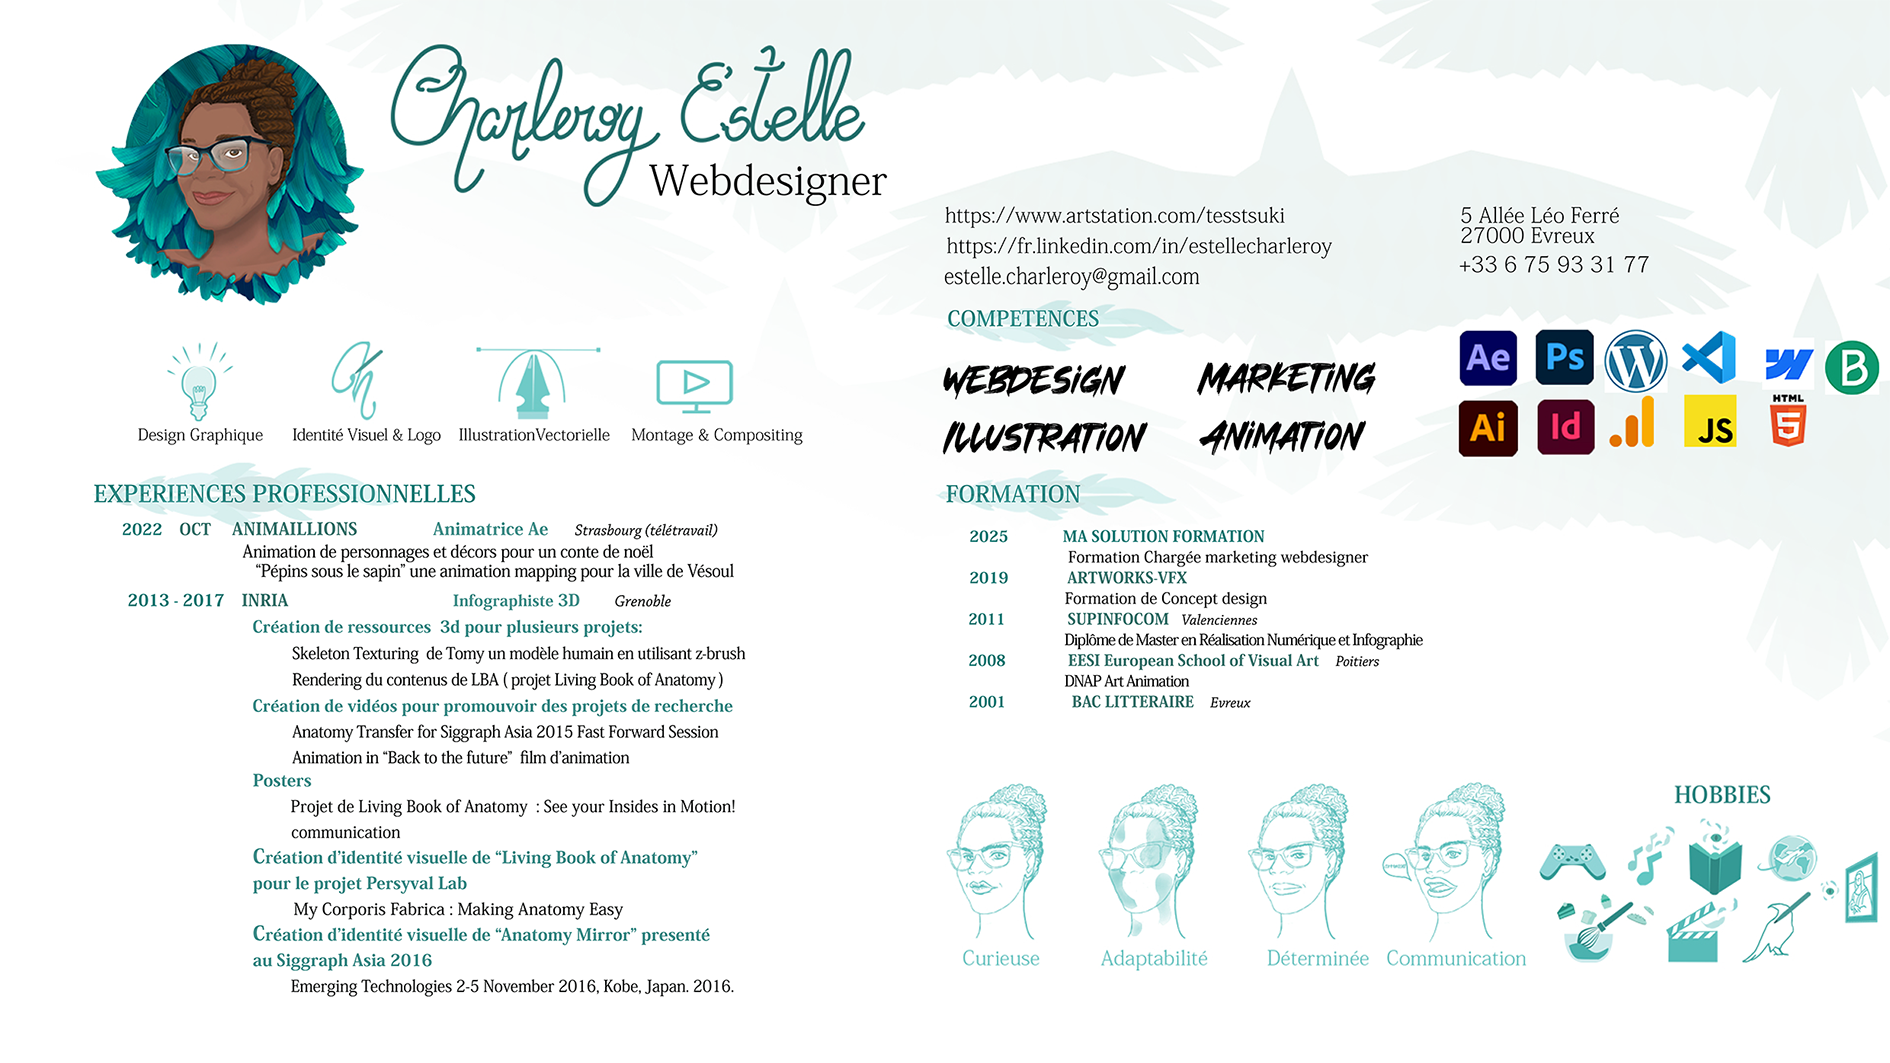 Charleroy Estelle
Webdesigner
https://www.artstation.com/tesstsuki
https://fr.linkedin.com/in/estellecharleroy
estelle.charleroy@gmail.com
5 Allée Léo Ferré
27000 Evreux
+33 6 75 93 31 77
Design Graphique
Identité Visuel & Logo
IllustrationVectorielle
Montage & Compositing
COMPETENCES
WEBDESIGN
MARKETING
ILLUSTRATION
ANIMATION
Ae
Ps
W
B
Ai
Id
JS
HTML
5
EXPERIENCES PROFESSIONNELLES
2022 OCT ANIMAILLIONS Animatrice Ae Strasbourg (télétravail)
Animation de personnages et décors pour un conte de noël
“Pépins sous le sapin” une animation mapping pour la ville de Vésoul
2013 - 2017 INRIA Infographiste 3D Grenoble
Création de ressources 3d pour plusieurs projets:
Skeleton Texturing de Tomy un modèle humain en utilisant z-brush
Rendering du contenus de LBA ( projet Living Book of Anatomy )
Création de vidéos pour promouvoir des projets de recherche
Anatomy Transfer for Siggraph Asia 2015 Fast Forward Session
Animation in “Back to the future” film d’animation
Posters
Projet de Living Book of Anatomy : See your Insides in Motion!
communication
Création d’identité visuelle de “Living Book of Anatomy”
pour le projet Persyval Lab
My Corporis Fabrica : Making Anatomy Easy
Création d’identité visuelle de “Anatomy Mirror” presenté
au Siggraph Asia 2016
Emerging Technologies 2-5 November 2016, Kobe, Japan. 2016.
FORMATION
2025 MA SOLUTION FORMATION
Formation Chargée marketing webdesigner
2019 ARTWORKS-VFX
Formation de Concept design
2011 SUPINFOCOM Valenciennes
Diplôme de Master en Réalisation Numérique et Infographie
2008 EESI European School of Visual Art Poitiers
DNAP Art Animation
2001 BAC LITTERAIRE Evreux
Curieuse
Adaptabilité
Déterminée
Communication
HOBBIES